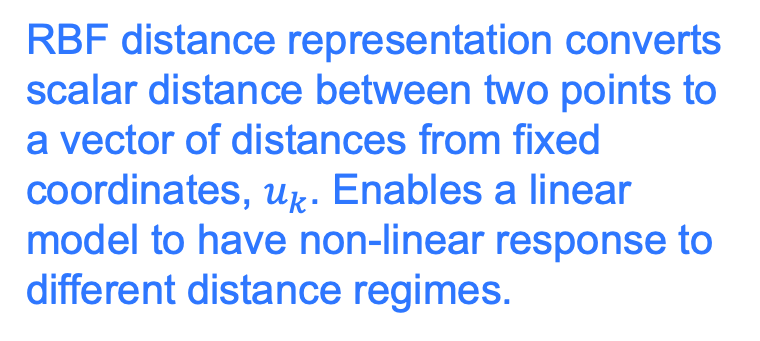 RBF distance representation converts
scalar distance between two points to
a vector of distances from fixed
coordinates, 𝑢ₖ. Enables a linear
model to have non-linear response to
different distance regimes.